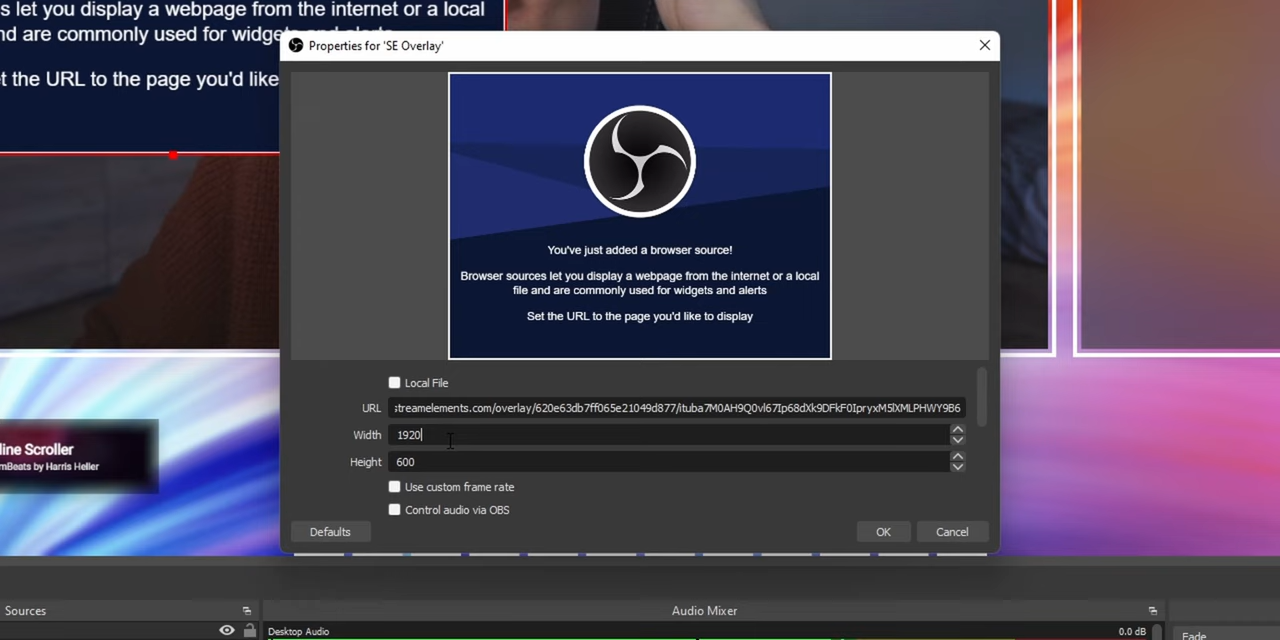 s let you display a webpage from the internet or a local
nd are commonly used for widgets and alerts
t the URL to the page you'd like
Properties for 'SE Overlay'
You've just added a browser source!
Browser sources let you display a webpage from the internet or a local
file and are commonly used for widgets and alerts
Set the URL to the page you'd like to display
Local File
URL streamelements.com/overlay/620e63db7ff065e21049d877/ituba7M0AH9Q0vl67Ip68dXk9DFkF0IpryxM5lXMLPHWY9B6
Width 1920
Height 600
Use custom frame rate
Control audio via OBS
Defaults OK Cancel
line Scroller
mBeats by Harris Heller
Sources Audio Mixer
Desktop Audio 0.0 dB
Fade